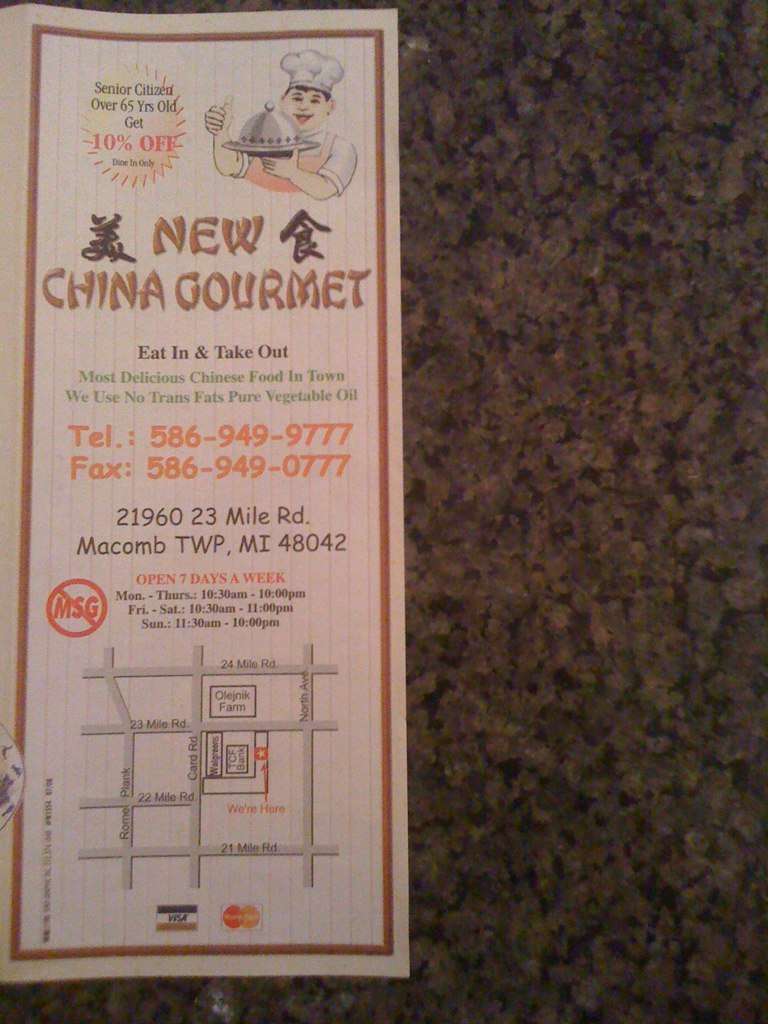 Senior Citizen
Over 65 Yrs Old
Get
10% OFF
Dine In Only
美 NEW 食
CHINA GOURMET
Eat In & Take Out
Most Delicious Chinese Food In Town
We Use No Trans Fats Pure Vegetable Oil
Tel.: 586-949-9777
Fax: 586-949-0777
21960 23 Mile Rd.
Macomb TWP, MI 48042
MSG
OPEN 7 DAYS A WEEK
Mon. - Thurs.: 10:30am - 10:00pm
Fri. - Sat.: 10:30am - 11:00pm
Sun.: 11:30am - 10:00pm
24 Mile Rd.
Olejnik
Farm
North Ave.
23 Mile Rd.
Card Rd.
Walgreens
TCF
Bank
Romeo Plank
22 Mile Rd.
We're Here
21 Mile Rd.
VISA
MasterCard